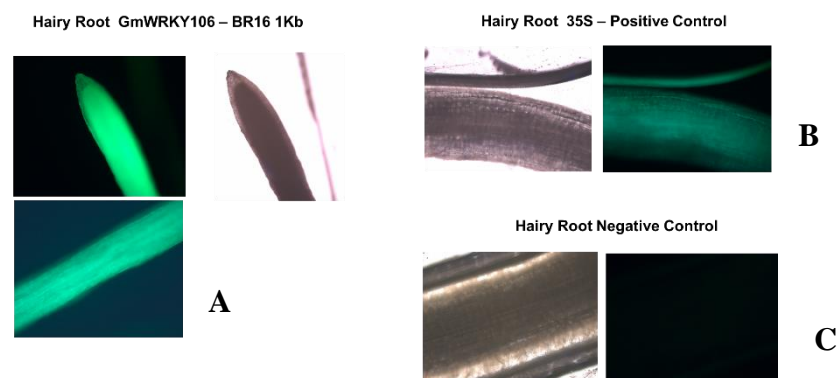 Hairy Root GmWRKY106 – BR16 1Kb
A
Hairy Root 35S – Positive Control
B
Hairy Root Negative Control
C